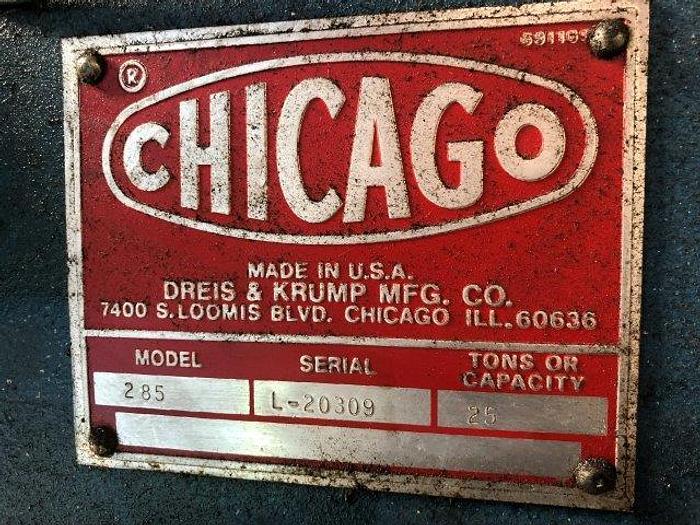 ®
CHICAGO
MADE IN U.S.A.
DREIS & KRUMP MFG. CO.
7400 S. LOOMIS BLVD. CHICAGO ILL. 60636
MODEL SERIAL TONS OR CAPACITY
285 L-20309 25